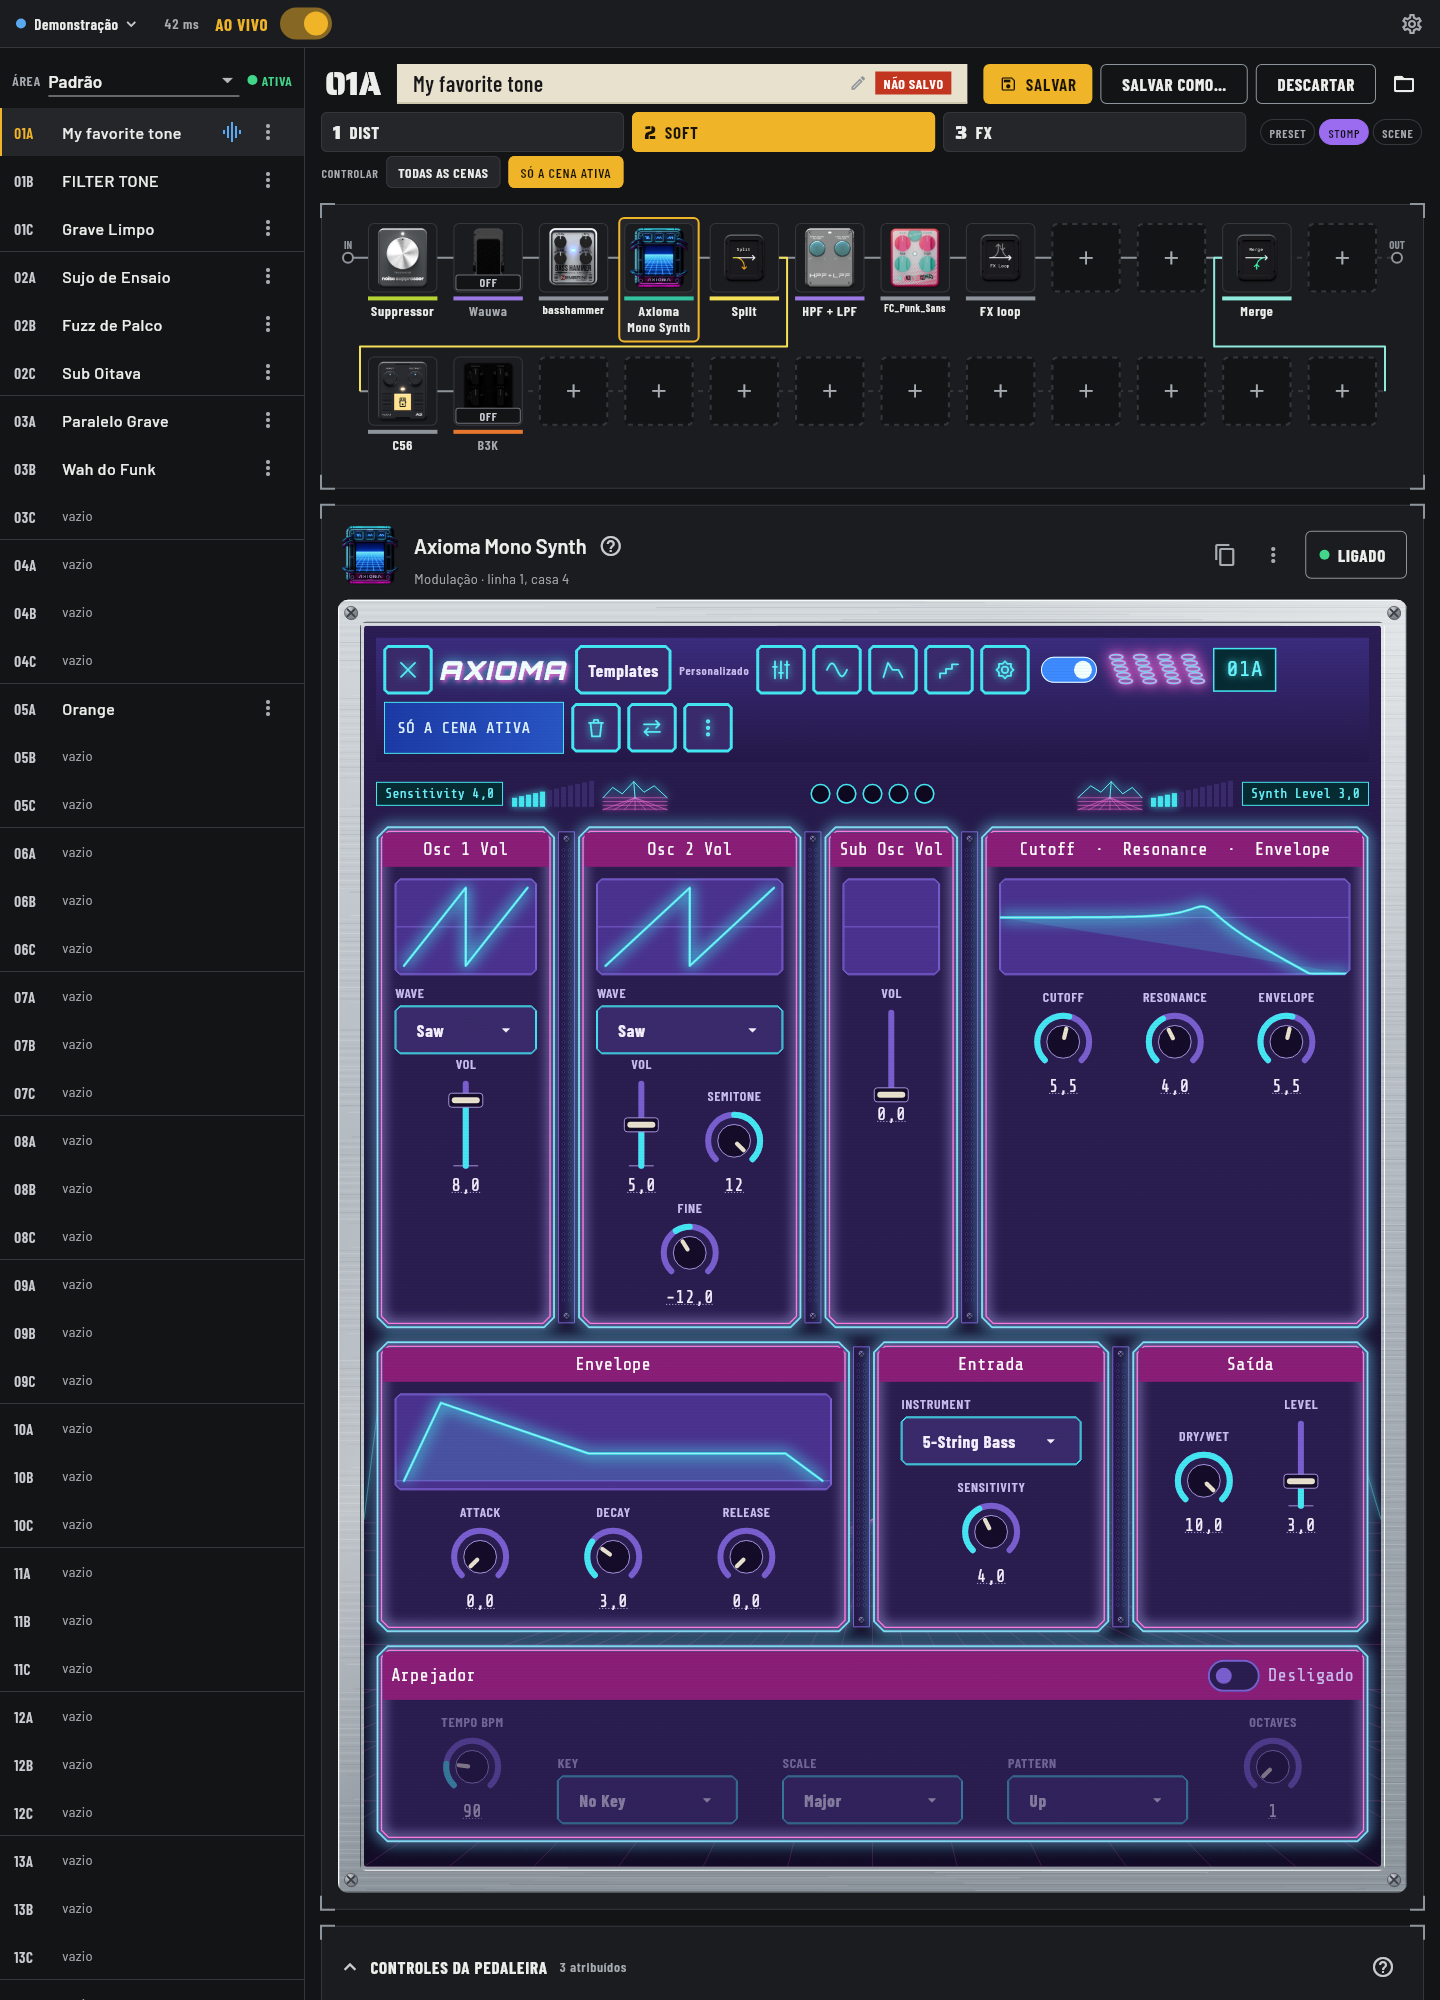 Demonstração
42 ms
AO VIVO
ÁREA Padrão ATIVA
01A My favorite tone
01B FILTER TONE
01C Grave Limpo
02A Sujo de Ensaio
02B Fuzz de Palco
02C Sub Oitava
03A Paralelo Grave
03B Wah do Funk
03C vazio
04A vazio
04B vazio
04C vazio
05A Orange
05B vazio
05C vazio
06A vazio
06B vazio
06C vazio
07A vazio
07B vazio
07C vazio
08A vazio
08B vazio
08C vazio
09A vazio
09B vazio
09C vazio
10A vazio
10B vazio
10C vazio
11A vazio
11B vazio
11C vazio
12A vazio
12B vazio
12C vazio
13A vazio
13B vazio
13C vazio
01A My favorite tone NÃO SALVO SALVAR SALVAR COMO... DESCARTAR
1 DIST 2 SOFT 3 FX PRESET STOMP SCENE
CONTROLAR TODAS AS CENAS SÓ A CENA ATIVA
IN OUT
OFF Split FX Loop Merge
Suppressor Wauwa basshammer Axioma Mono Synth Split HPF + LPF FC_Punk_Sans FX loop Merge
OFF
C56 B3K
Axioma Mono Synth
Modulação · linha 1, casa 4
LIGADO
AXIOMA Templates Personalizado 01A
SÓ A CENA ATIVA
Sensitivity 4,0 Synth Level 3,0
Osc 1 Vol
WAVE
Saw
VOL
8,0
Osc 2 Vol
WAVE
Saw
VOL SEMITONE
5,0 12
FINE
-12,0
Sub Osc Vol
VOL
0,0
Cutoff · Resonance · Envelope
CUTOFF RESONANCE ENVELOPE
5,5 4,0 5,5
Envelope
ATTACK DECAY RELEASE
0,0 3,0 0,0
Entrada
INSTRUMENT
5-String Bass
SENSITIVITY
4,0
Saída
DRY/WET LEVEL
10,0 3,0
Arpejador Desligado
TEMPO BPM KEY SCALE PATTERN OCTAVES
90 No Key Major Up 1
CONTROLES DA PEDALEIRA 3 atribuídos